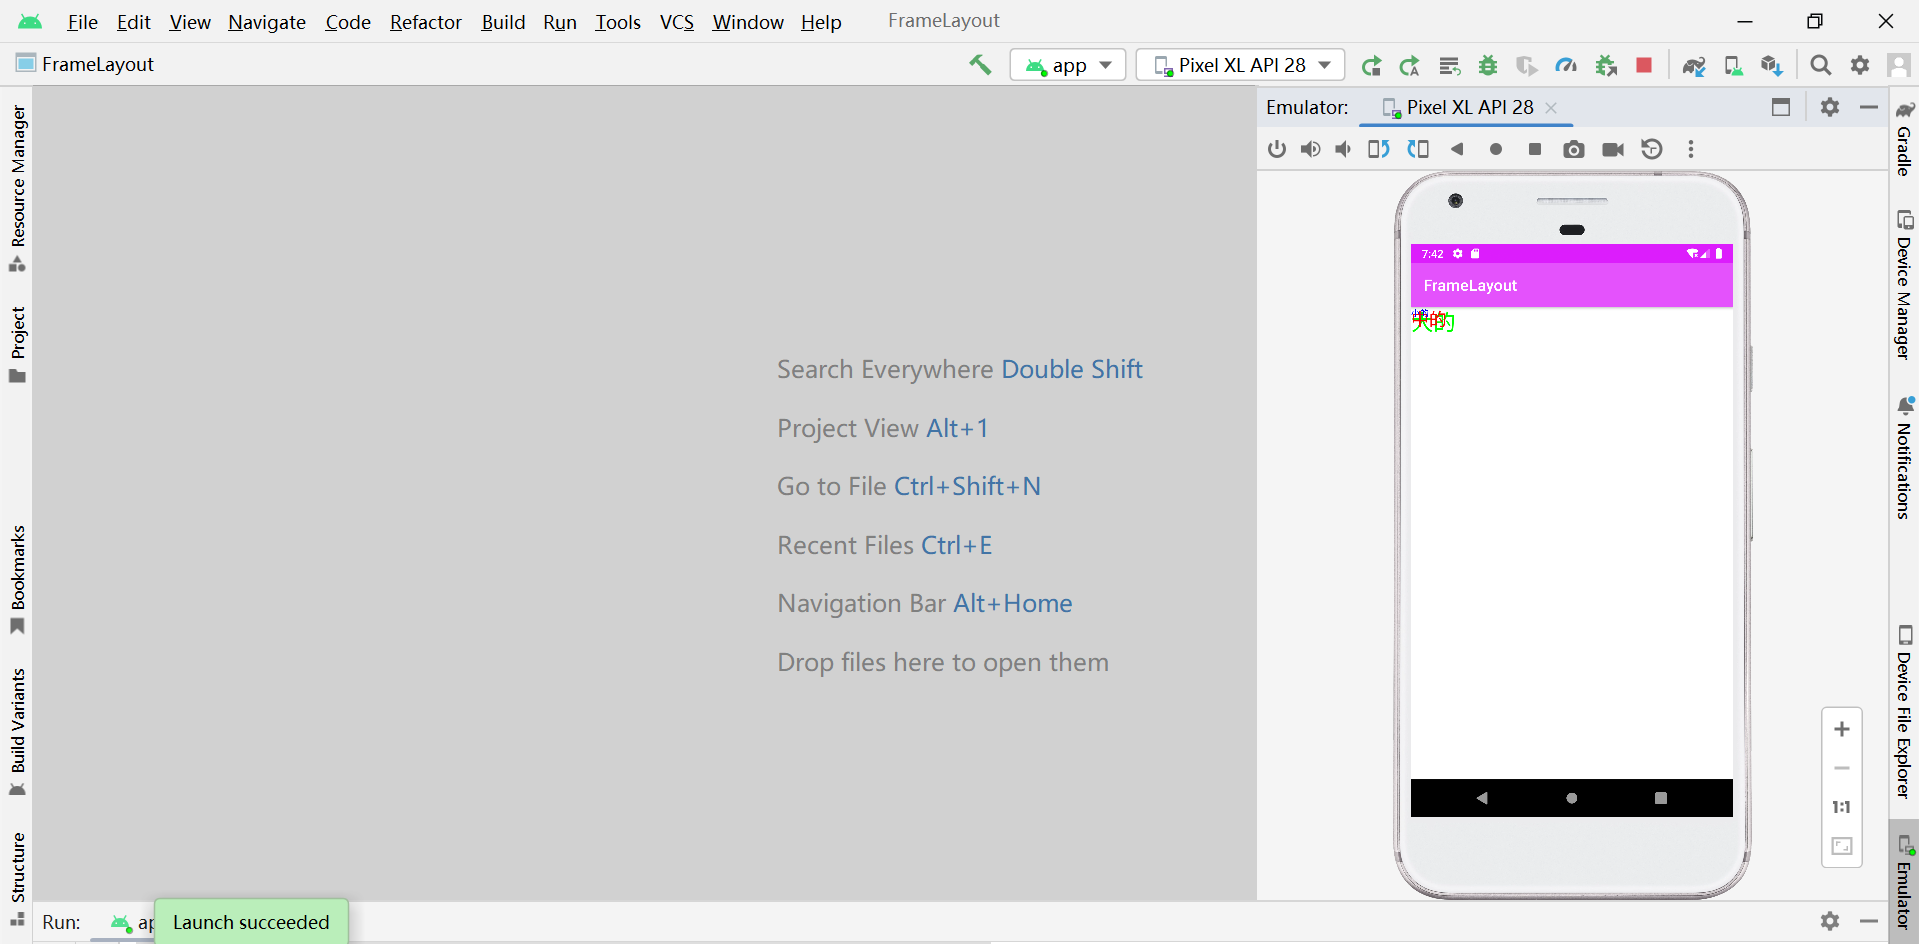 File Edit View Navigate Code Refactor Build Run Tools VCS Window Help FrameLayout
FrameLayout app Pixel XL API 28
Emulator: Pixel XL API 28
Resource Manager
Project
Bookmarks
Build Variants
Structure
Search Everywhere Double Shift
Project View Alt+1
Go to File Ctrl+Shift+N
Recent Files Ctrl+E
Navigation Bar Alt+Home
Drop files here to open them
7:42
FrameLayout
大的
1:1
Gradle
Device Manager
Notifications
Device File Explorer
Emulator
Run:
Launch succeeded